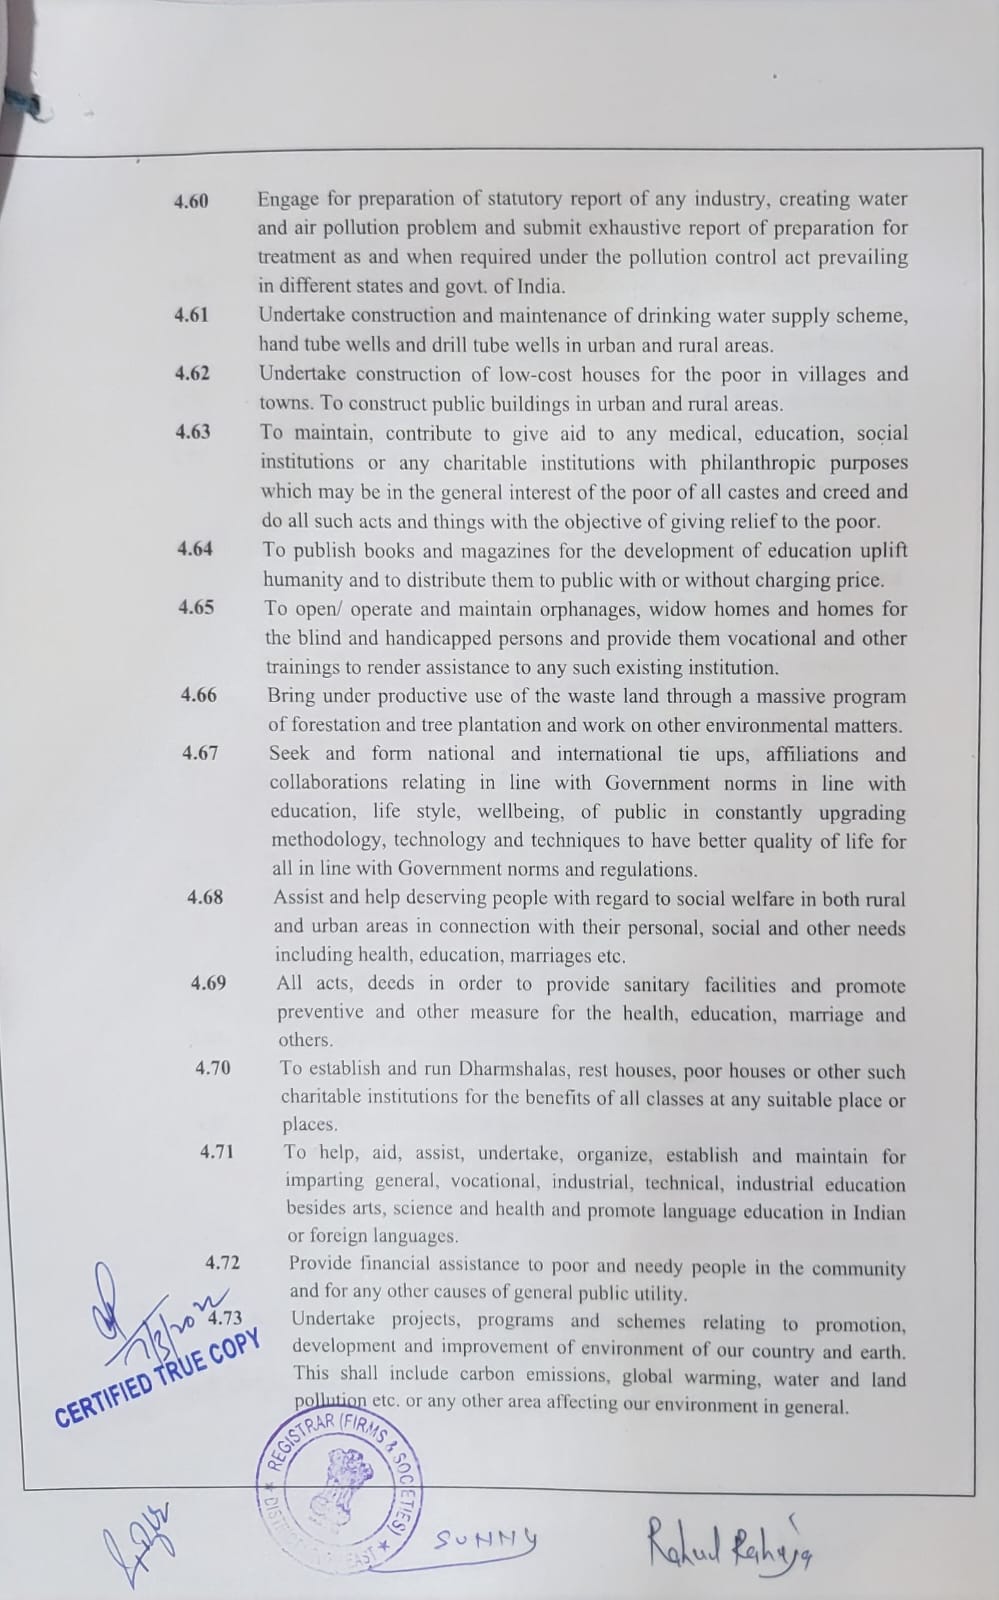 4.60 Engage for preparation of statutory report of any industry, creating water
and air pollution problem and submit exhaustive report of preparation for
treatment as and when required under the pollution control act prevailing
in different states and govt. of India.
4.61 Undertake construction and maintenance of drinking water supply scheme,
hand tube wells and drill tube wells in urban and rural areas.
4.62 Undertake construction of low-cost houses for the poor in villages and
towns. To construct public buildings in urban and rural areas.
4.63 To maintain, contribute to give aid to any medical, education, social
institutions or any charitable institutions with philanthropic purposes
which may be in the general interest of the poor of all castes and creed and
do all such acts and things with the objective of giving relief to the poor.
4.64 To publish books and magazines for the development of education uplift
humanity and to distribute them to public with or without charging price.
4.65 To open/ operate and maintain orphanages, widow homes and homes for
the blind and handicapped persons and provide them vocational and other
trainings to render assistance to any such existing institution.
4.66 Bring under productive use of the waste land through a massive program
of forestation and tree plantation and work on other environmental matters.
4.67 Seek and form national and international tie ups, affiliations and
collaborations relating in line with Government norms in line with
education, life style, wellbeing, of public in constantly upgrading
methodology, technology and techniques to have better quality of life for
all in line with Government norms and regulations.
4.68 Assist and help deserving people with regard to social welfare in both rural
and urban areas in connection with their personal, social and other needs
including health, education, marriages etc.
4.69 All acts, deeds in order to provide sanitary facilities and promote
preventive and other measure for the health, education, marriage and
others.
4.70 To establish and run Dharmshalas, rest houses, poor houses or other such
charitable institutions for the benefits of all classes at any suitable place or
places.
4.71 To help, aid, assist, undertake, organize, establish and maintain for
imparting general, vocational, industrial, technical, industrial education
besides arts, science and health and promote language education in Indian
or foreign languages.
4.72 Provide financial assistance to poor and needy people in the community
and for any other causes of general public utility.
4.73 Undertake projects, programs and schemes relating to promotion,
development and improvement of environment of our country and earth.
This shall include carbon emissions, global warming, water and land
pollution etc. or any other area affecting our environment in general.
7/3/2022
CERTIFIED TRUE COPY
REGISTRAR (FIRMS & SOCIETIES)
SUNNY
Rahul Raheja